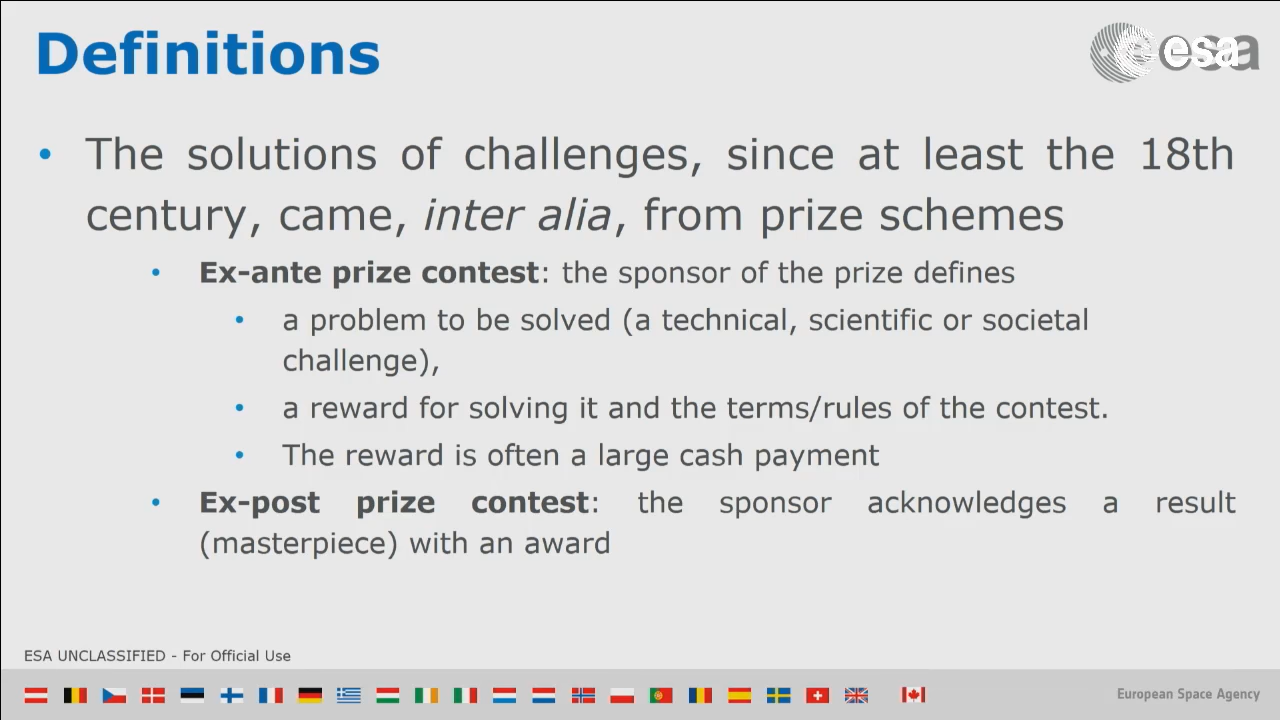 Definitions
esa
• The solutions of challenges, since at least the 18th
century, came, inter alia, from prize schemes
• Ex-ante prize contest: the sponsor of the prize defines
• a problem to be solved (a technical, scientific or societal
challenge),
• a reward for solving it and the terms/rules of the contest.
• The reward is often a large cash payment
• Ex-post prize contest: the sponsor acknowledges a result
(masterpiece) with an award
ESA UNCLASSIFIED - For Official Use
European Space Agency